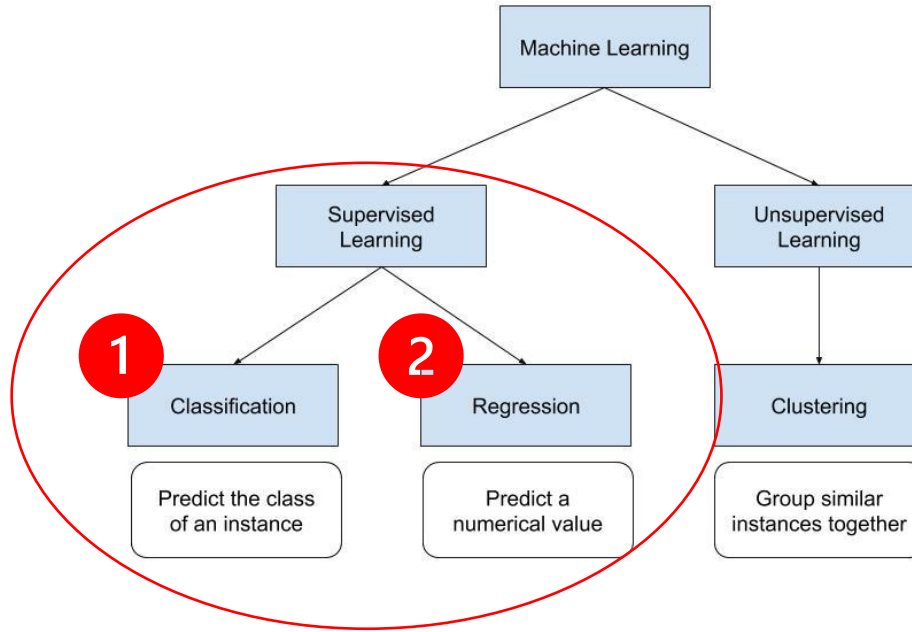 Machine Learning
Supervised
Learning
Unsupervised
Learning
1
2
Classification
Regression
Clustering
Predict the class
of an instance
Predict a
numerical value
Group similar
instances together